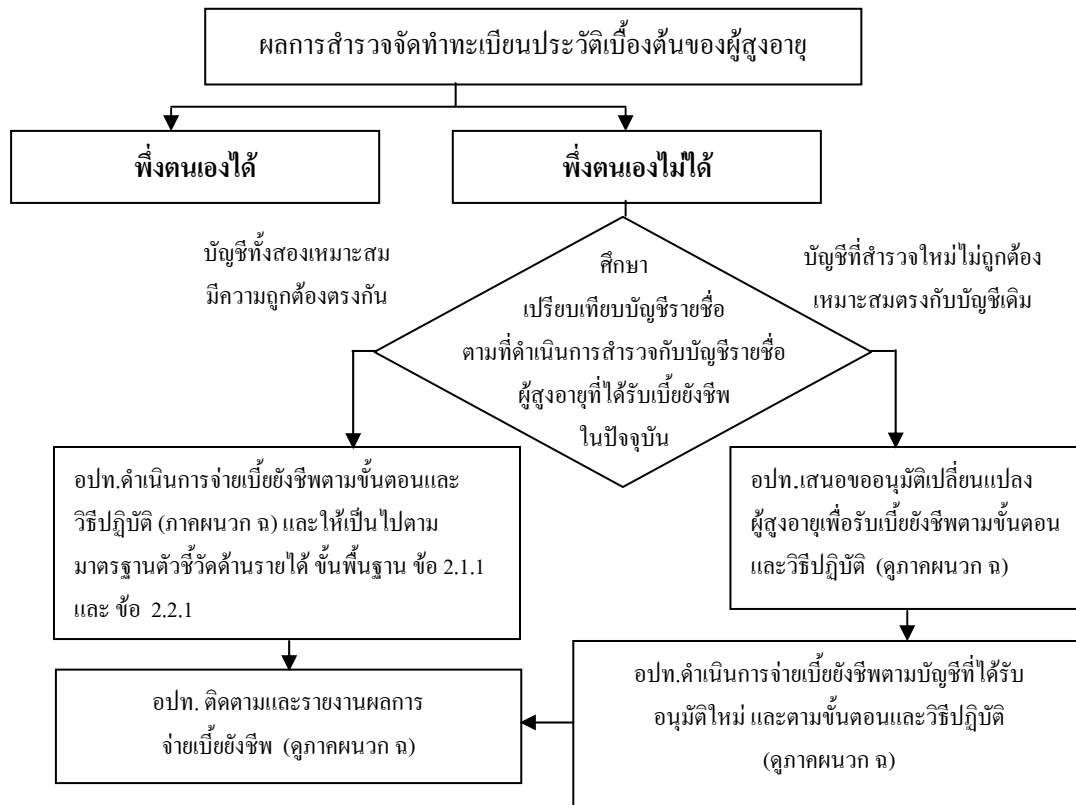 ผลการสำรวจจัดทำทะเบียนประวัติเบื้องต้นของผู้สูงอายุ
พึ่งตนเองได้
พึ่งตนเองไม่ได้
บัญชีทั้งสองเหมาะสม
มีความถูกต้องตรงกัน
ศึกษา
เปรียบเทียบบัญชีรายชื่อ
ตามที่ดำเนินการสำรวจกับบัญชีรายชื่อ
ผู้สูงอายุที่ได้รับเบี้ยยังชีพ
ในปัจจุบัน
บัญชีที่สำรวจใหม่ไม่ถูกต้อง
เหมาะสมตรงกับบัญชีเดิม
อปท.ดำเนินการจ่ายเบี้ยยังชีพตามขั้นตอนและ
วิธีปฏิบัติ (ภาคผนวก ฉ) และให้เป็นไปตาม
มาตรฐานตัวชี้วัดด้านรายได้ ขั้นพื้นฐาน ข้อ 2.1.1
และ ข้อ 2.2.1
อปท.เสนอขออนุมัติเปลี่ยนแปลง
ผู้สูงอายุเพื่อรับเบี้ยยังชีพตามขั้นตอน
และวิธีปฏิบัติ (ดูภาคผนวก ฉ)
อปท. ติดตามและรายงานผลการ
จ่ายเบี้ยยังชีพ (ดูภาคผนวก ฉ)
อปท.ดำเนินการจ่ายเบี้ยยังชีพตามบัญชีที่ได้รับ
อนุมัติใหม่ และตามขั้นตอนและวิธีปฏิบัติ
(ดูภาคผนวก ฉ)